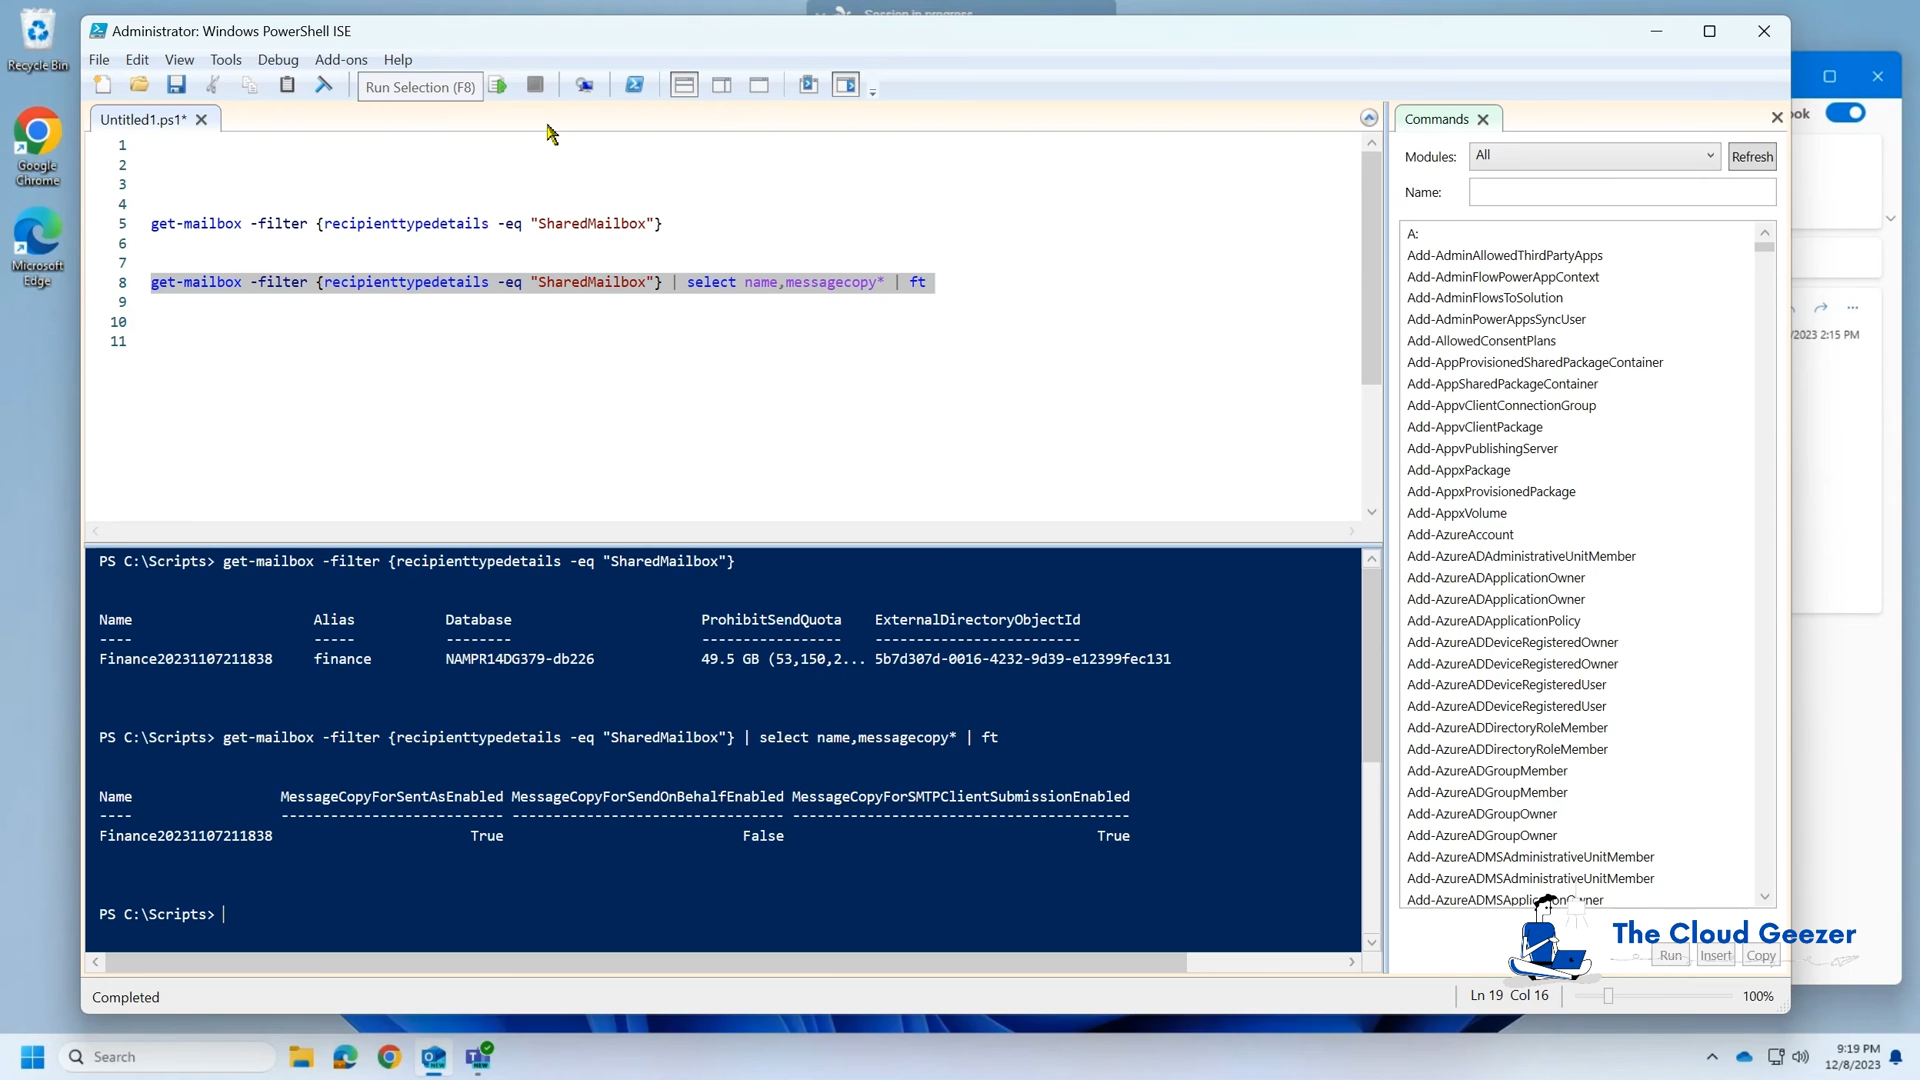 Session in progress
Recycle Bin
Google
Chrome
Microsoft
Edge
Administrator: Windows PowerShell ISE
File Edit View Tools Debug Add-ons Help
Run Selection (F8)
Untitled1.ps1*
1
2
3
4
5 get-mailbox -filter {recipienttypedetails -eq "SharedMailbox"}
6
7
8 get-mailbox -filter {recipienttypedetails -eq "SharedMailbox"} | select name,messagecopy* | ft
9
10
11
PS C:\Scripts> get-mailbox -filter {recipienttypedetails -eq "SharedMailbox"}
Name Alias Database ProhibitSendQuota ExternalDirectoryObjectId
---- ----- -------- ----------------- -------------------------
Finance20231107211838 finance NAMPR14DG379-db226 49.5 GB (53,150,2... 5b7d307d-0016-4232-9d39-e12399fec131
PS C:\Scripts> get-mailbox -filter {recipienttypedetails -eq "SharedMailbox"} | select name,messagecopy* | ft
Name MessageCopyForSentAsEnabled MessageCopyForSendOnBehalfEnabled MessageCopyForSMTPClientSubmissionEnabled
---- --------------------------- --------------------------------- -----------------------------------------
Finance20231107211838 True False True
PS C:\Scripts>
Completed
Ln 19 Col 16
100%
Commands
Modules: All Refresh
Name:
A:
Add-AdminAllowedThirdPartyApps
Add-AdminFlowPowerAppContext
Add-AdminFlowsToSolution
Add-AdminPowerAppsSyncUser
Add-AllowedConsentPlans
Add-AppProvisionedSharedPackageContainer
Add-AppSharedPackageContainer
Add-AppvClientConnectionGroup
Add-AppvClientPackage
Add-AppvPublishingServer
Add-AppxPackage
Add-AppxProvisionedPackage
Add-AppxVolume
Add-AzureAccount
Add-AzureADAdministrativeUnitMember
Add-AzureADApplicationOwner
Add-AzureADApplicationOwner
Add-AzureADApplicationPolicy
Add-AzureADDeviceRegisteredOwner
Add-AzureADDeviceRegisteredOwner
Add-AzureADDeviceRegisteredUser
Add-AzureADDeviceRegisteredUser
Add-AzureADDirectoryRoleMember
Add-AzureADDirectoryRoleMember
Add-AzureADGroupMember
Add-AzureADGroupMember
Add-AzureADGroupOwner
Add-AzureADGroupOwner
Add-AzureADMSAdministrativeUnitMember
Add-AzureADMSAdministrativeUnitMember
Add-AzureADMSApplicationOwner
The Cloud Geezer
Run Insert Copy
ook
/2023 2:15 PM
Search
NEW
NEW
9:19 PM
12/8/2023